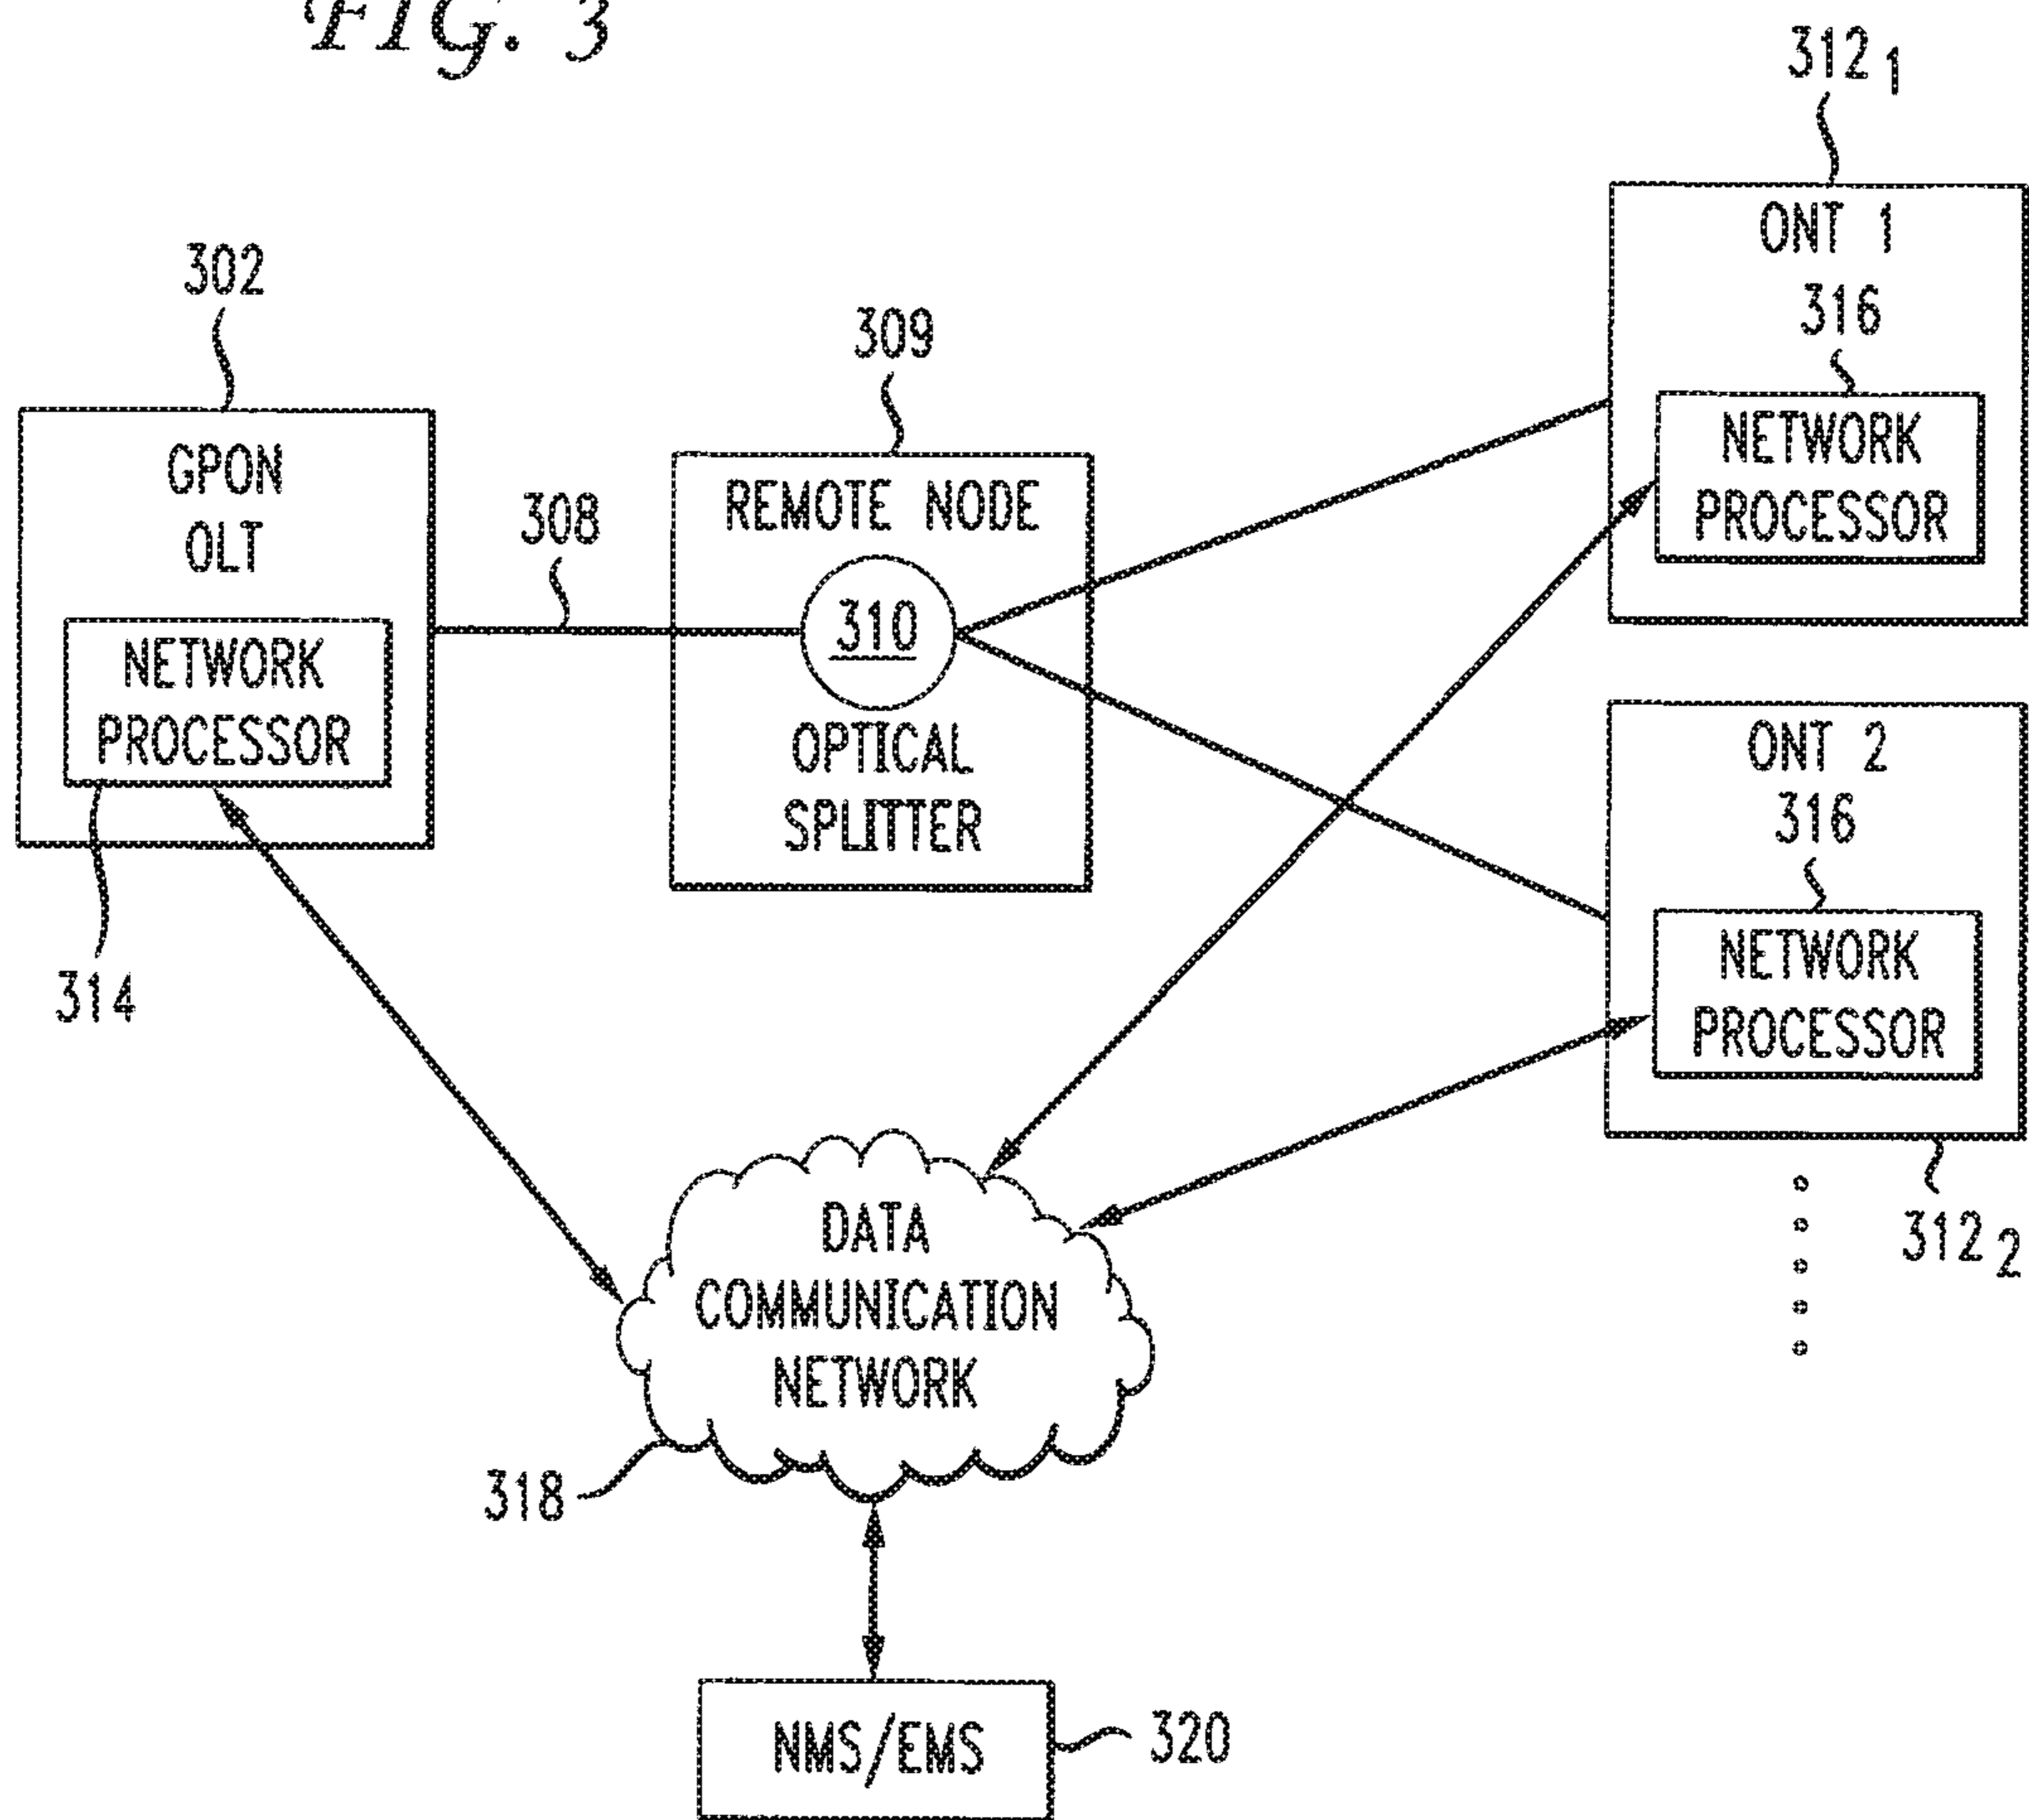 FIG. 3
312 1
ONT 1
316
NETWORK
PROCESSOR
302
GPON
OLT
NETWORK
PROCESSOR
314
308
309
REMOTE NODE
310
OPTICAL
SPLITTER
ONT 2
316
NETWORK
PROCESSOR
312 2
DATA
COMMUNICATION
NETWORK
318
NMS/EMS
320